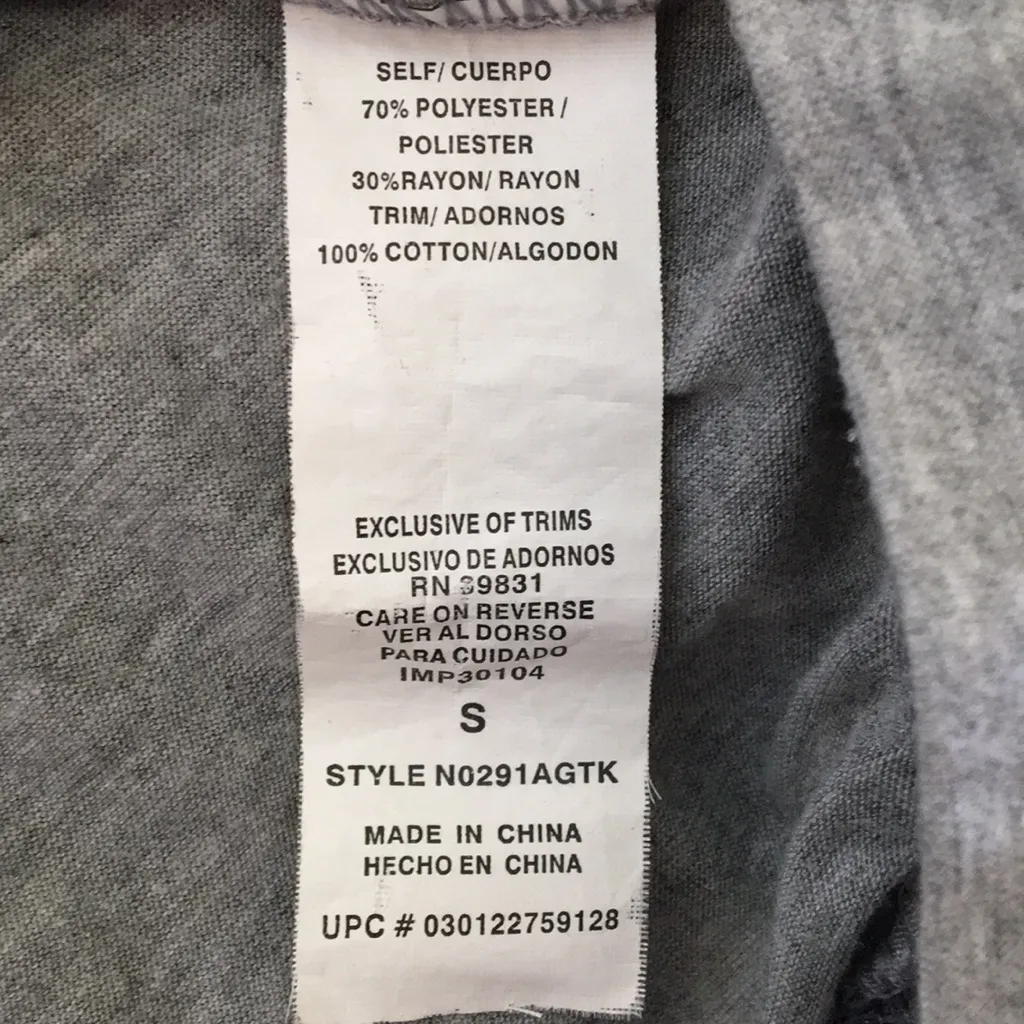 SELF/ CUERPO
70% POLYESTER /
POLIESTER
30%RAYON/ RAYON
TRIM/ ADORNOS
100% COTTON/ALGODON
EXCLUSIVE OF TRIMS
EXCLUSIVO DE ADORNOS
RN
CARE ON REVERSE
VER AL DORSO
PARA CUIDADO
IMP30104
S
STYLE N0291AGTK
MADE IN CHINA
HECHO EN CHINA
UPC # 030122759128